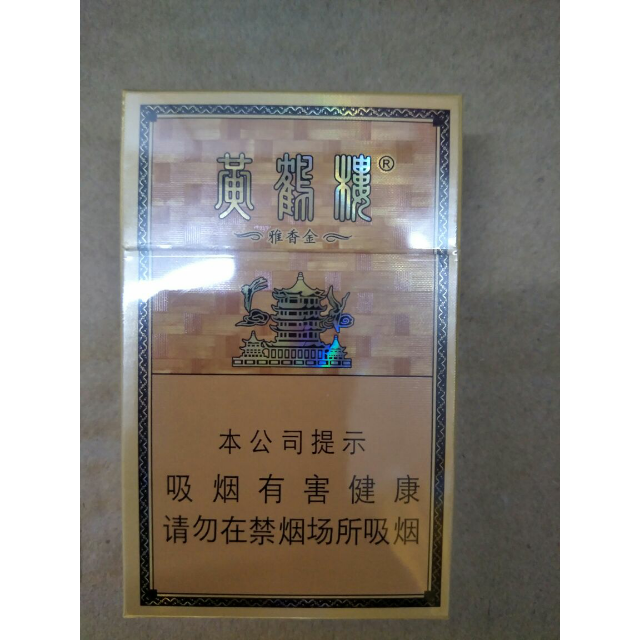 黄鹤楼®
雅香金
本公司提示
吸烟有害健康
请勿在禁烟场所吸烟